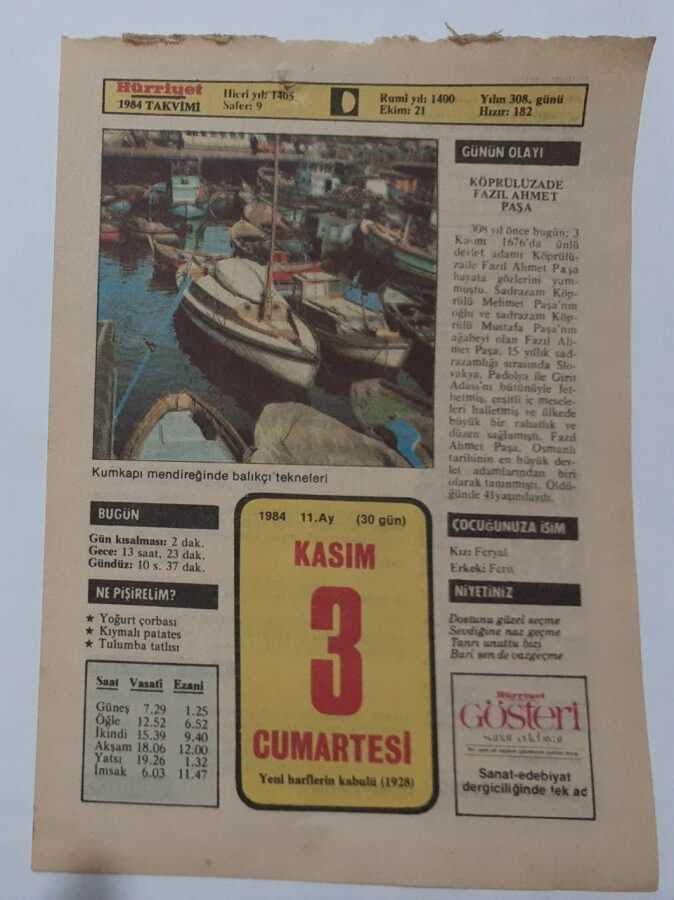 Hürriyet
1984 TAKVİMİ
Hicri yıl: 1405
Safer: 9
Rumî yıl: 1400
Ekim: 21
Yılın 308. günü
Hızır: 182
Kumkapı mendireğinde balıkçı tekneleri
GÜNÜN OLAYI
KÖPRÜLÜZADE
FAZIL AHMET
PAŞA
308 yıl önce bugün; 3
Kasım 1676'da ünlü
devlet adamı Köprülü-
zade Fazıl Ahmet Paşa
hayata gözlerini yum-
muştu. Sadrazam Köp-
rülü Mehmet Paşa'nın
oğlu ve sadrazam Köp-
rülü Mustafa Paşa'nın
ağabeyi olan Fazıl Ah-
met Paşa, 15 yıllık sad-
razamlığı sırasında Slo-
vakya, Padolya ile Girit
Adası'nı bütünüyle fet-
hetmiş, çeşitli iç mesele-
leri halletmiş ve ülkede
büyük bir rahatlık ve
düzen sağlamıştı. Fazıl
Ahmet Paşa, Osmanlı
tarihinin en büyük dev-
let adamlarından biri
olarak tanınmıştı. Öldü-
ğünde 41 yaşındaydı.
BUGÜN
Gün kısalması: 2 dak.
Gece: 13 saat, 23 dak.
Gündüz: 10 s. 37 dak.
NE PİŞİRELİM?
★ Yoğurt çorbası
★ Kıymalı patates
★ Tulumba tatlısı
Saat Vasatî Ezanî
Güneş 7.29 1.25
Öğle 12.52 6.52
İkindi 15.39 9.40
Akşam 18.06 12.00
Yatsı 19.26 1.32
İmsak 6.03 11.47
1984 11.Ay (30 gün)
KASIM
3
CUMARTESİ
Yeni harflerin kabulü (1928)
ÇOCUĞUNUZA İSİM
Kız: Feryal
Erkek: Ferit
NİYETİNİZ
Dostunu güzel seçme
Sevdiğine naz geçme
Tanrı unuttu bizi
Bari sen de vazgeçme
Hürriyet
GÖSTERİ
Sanat-edebiyat
dergiciliğinde tek ad